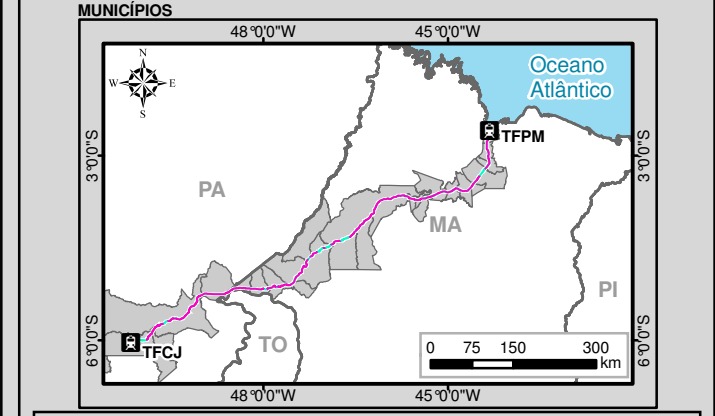 MUNICÍPIOS
48°0'0"W 45°0'0"W
N
W E
S
Oceano
Atlântico
TFPM
3°0'0"S 3°0'0"S
PA
MA
PI
TO
TFCJ
6°0'0"S 6°0'0"S
0 75 150 300
km
48°0'0"W 45°0'0"W